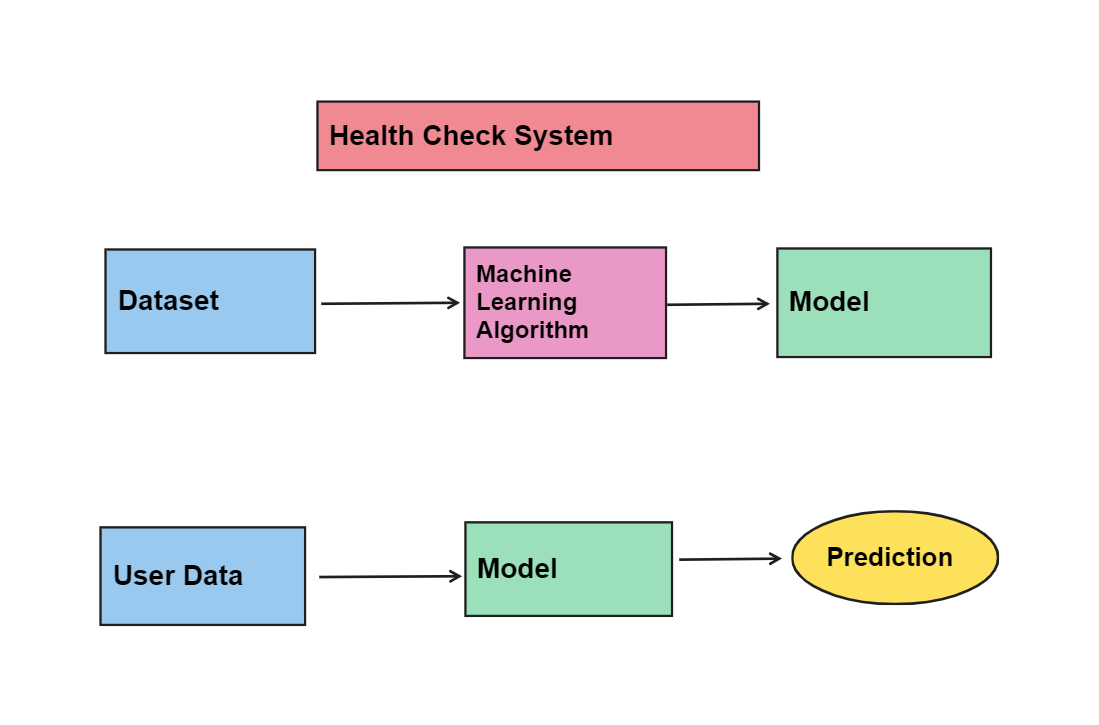 Health Check System
Dataset
Machine
Learning
Algorithm
Model
User Data
Model
Prediction